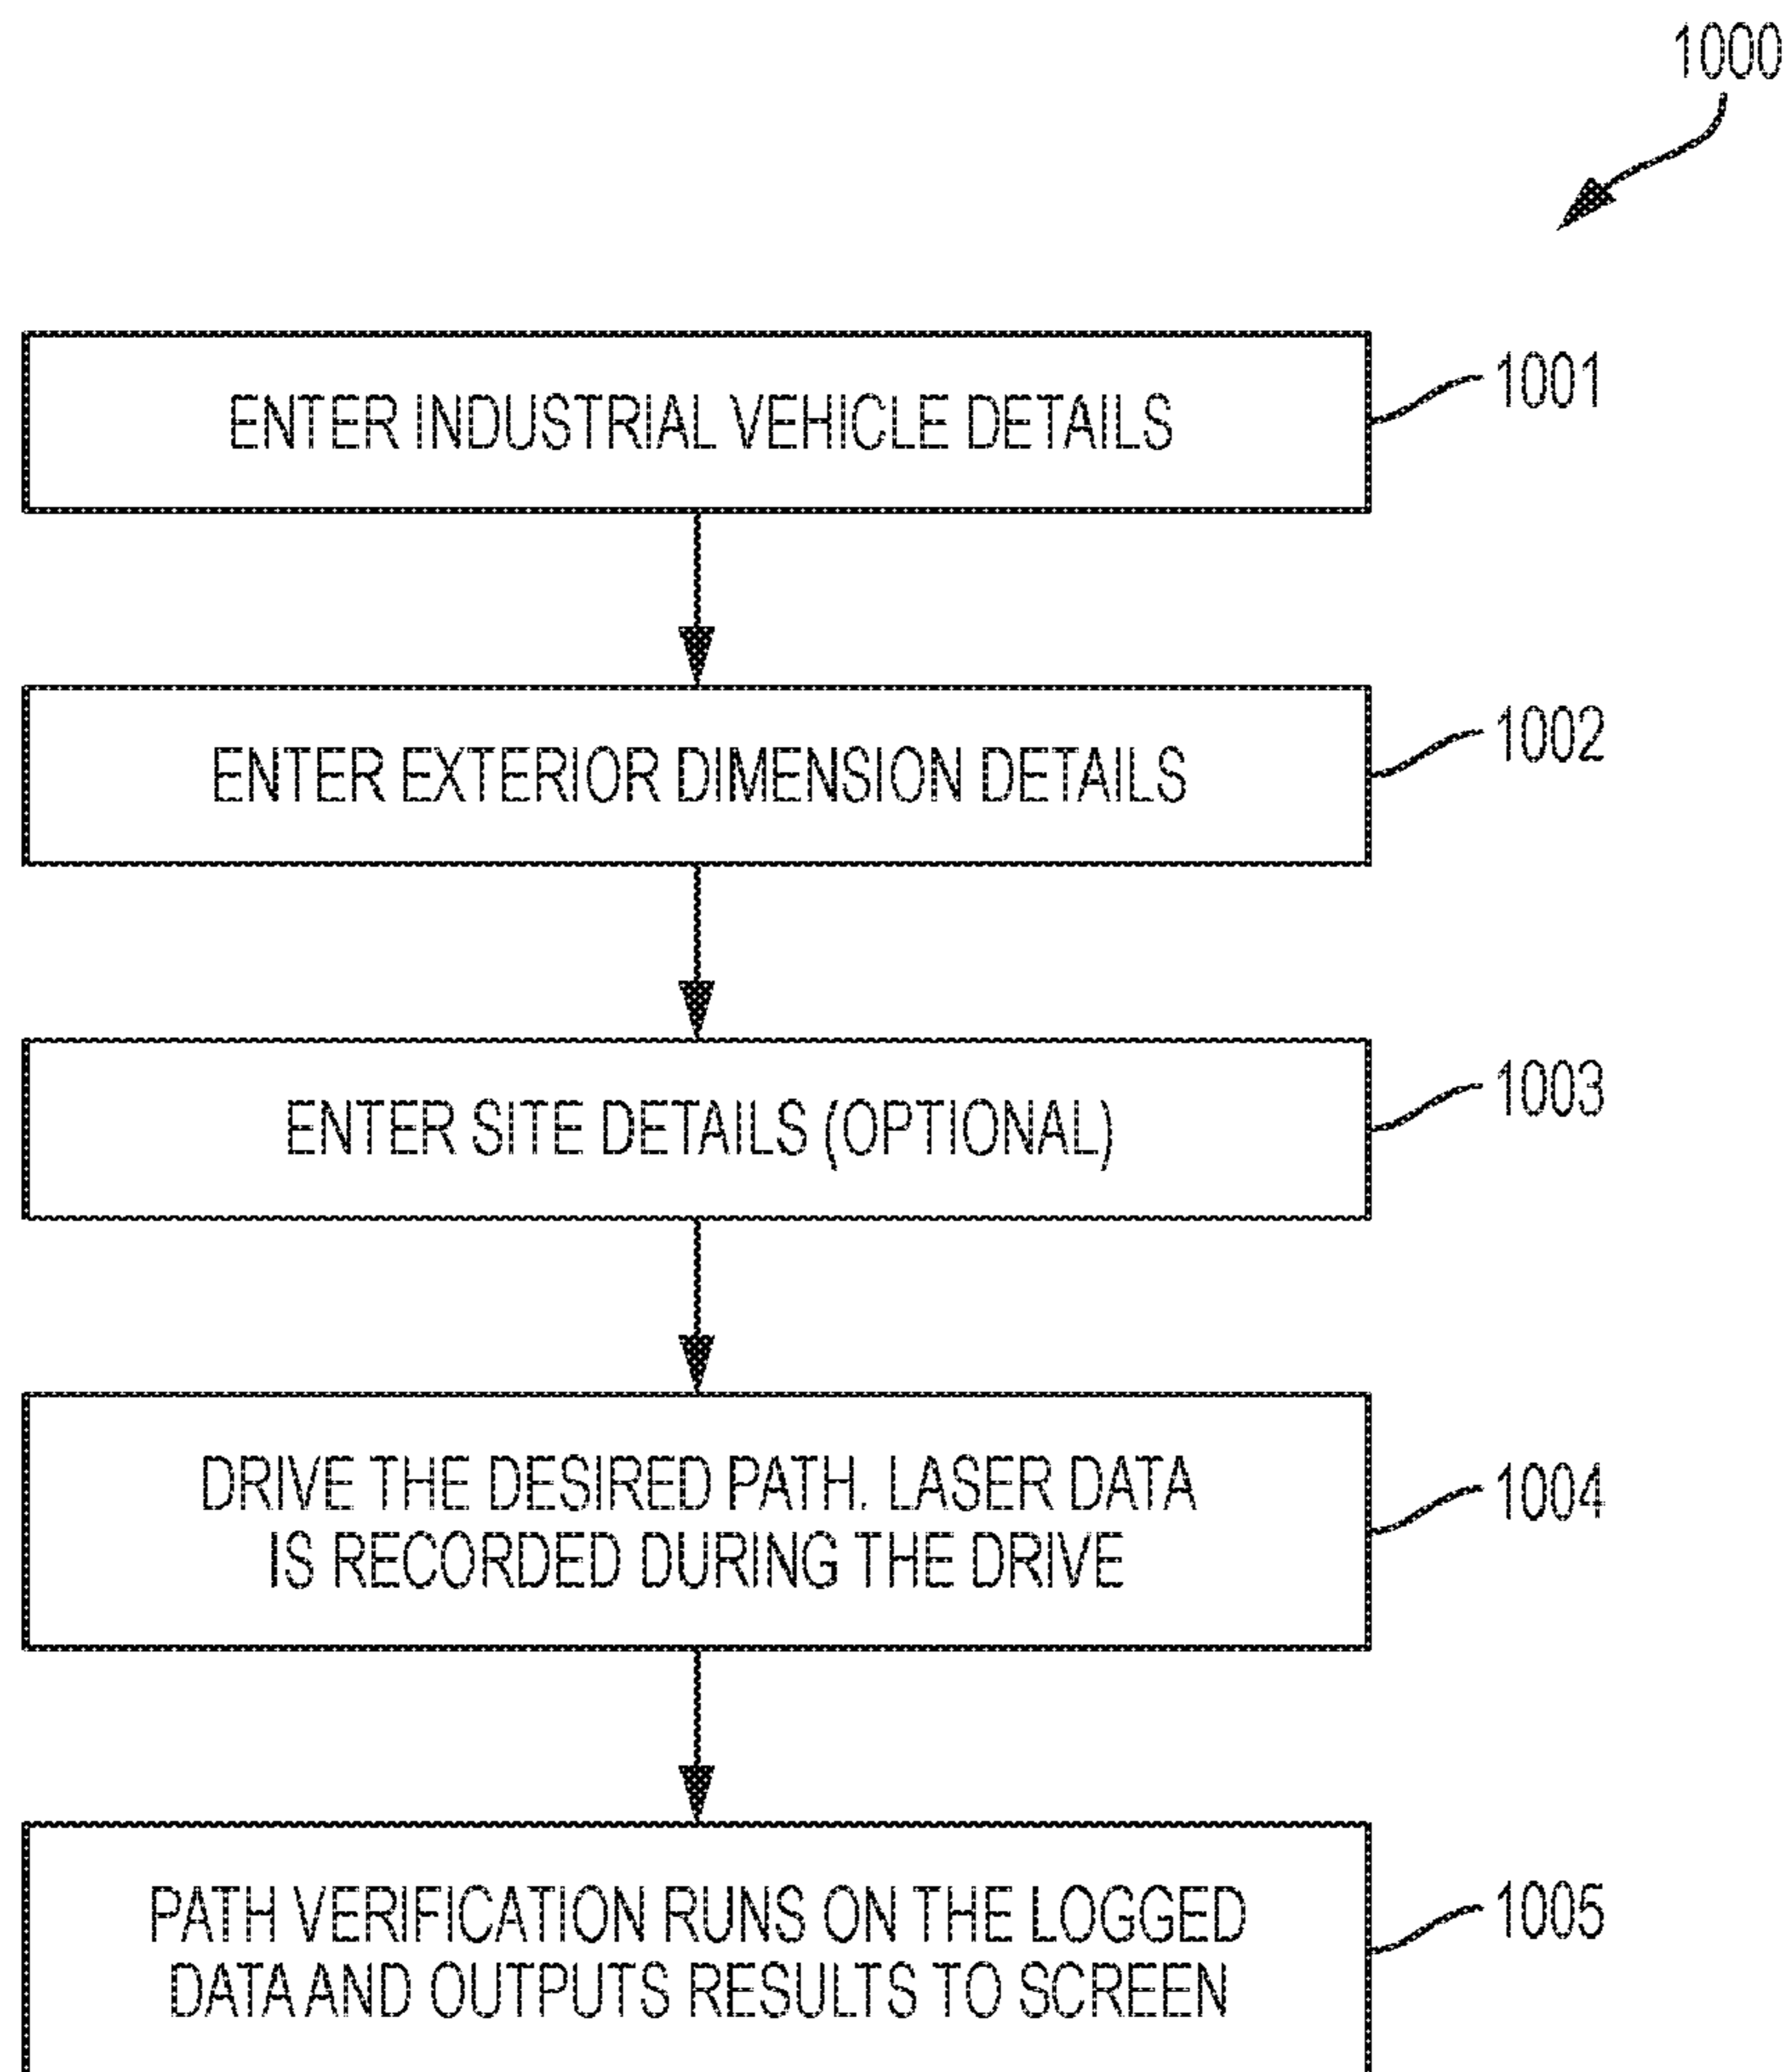 1000
ENTER INDUSTRIAL VEHICLE DETAILS
1001
ENTER EXTERIOR DIMENSION DETAILS
1002
ENTER SITE DETAILS (OPTIONAL)
1003
DRIVE THE DESIRED PATH. LASER DATA
IS RECORDED DURING THE DRIVE
1004
PATH VERIFICATION RUNS ON THE LOGGED
DATA AND OUTPUTS RESULTS TO SCREEN
1005